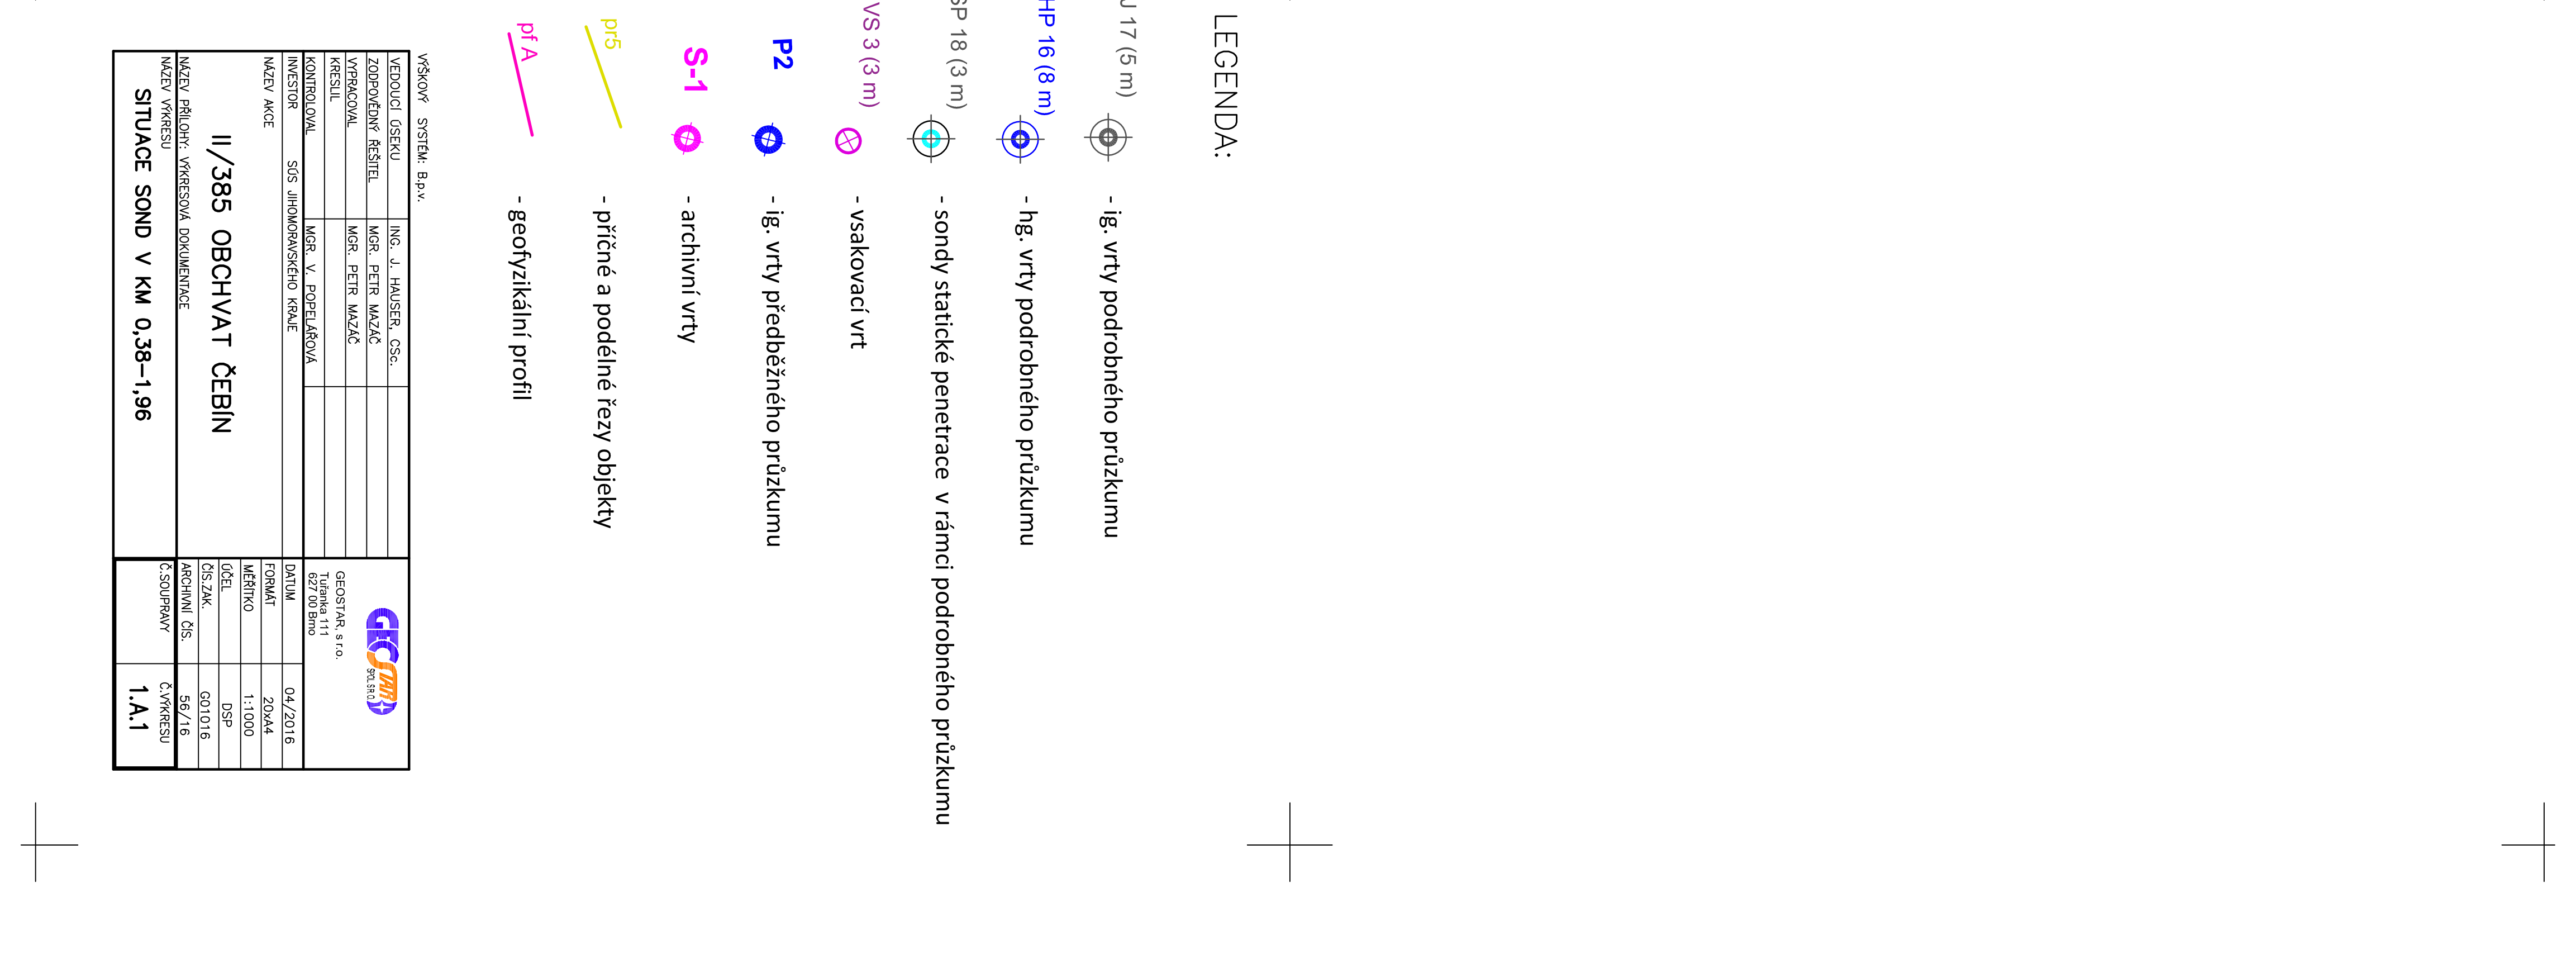 LEGENDA:
J 17 (5 m) - ig. vrty podrobného průzkumu
HP 16 (8 m) - hg. vrty podrobného průzkumu
SP 18 (3 m) - sondy statické penetrace v rámci podrobného průzkumu
VS 3 (3 m) - vsakovací vrt
P2 - ig. vrty předběžného průzkumu
S-1 - archivní vrty
pr5 - příčné a podélné řezy objekty
pf A - geofyzikální profil
VÝŠKOVÝ SYSTÉM: B.p.v.
VEDOUCÍ ÚSEKU ING. J. HAUSER, CSc.
ZODPOVĚDNÝ ŘEŠITEL MGR. PETR MAZÁČ
VYPRACOVAL MGR. PETR MAZÁČ
KRESLIL
KONTROLOVAL MGR. V. POPELÁŘOVÁ
GEOSTAR
SPOL. S R.O.
GEOSTAR, s r.o.
Tuřanka 111
627 00 Brno
INVESTOR SÚS JIHOMORAVSKÉHO KRAJE
NÁZEV AKCE
II/385 OBCHVAT ČEBÍN
NÁZEV PŘÍLOHY: VÝKRESOVÁ DOKUMENTACE
NÁZEV VÝKRESU
SITUACE SOND V KM 0,38-1,96
DATUM 04/2016
FORMÁT 20xA4
MĚŘÍTKO 1:1000
ÚČEL DSP
ČÍS.ZAK. G01016
ARCHIVNÍ ČÍS. 56/16
Č.SOUPRAVY Č.VÝKRESU
1.A.1